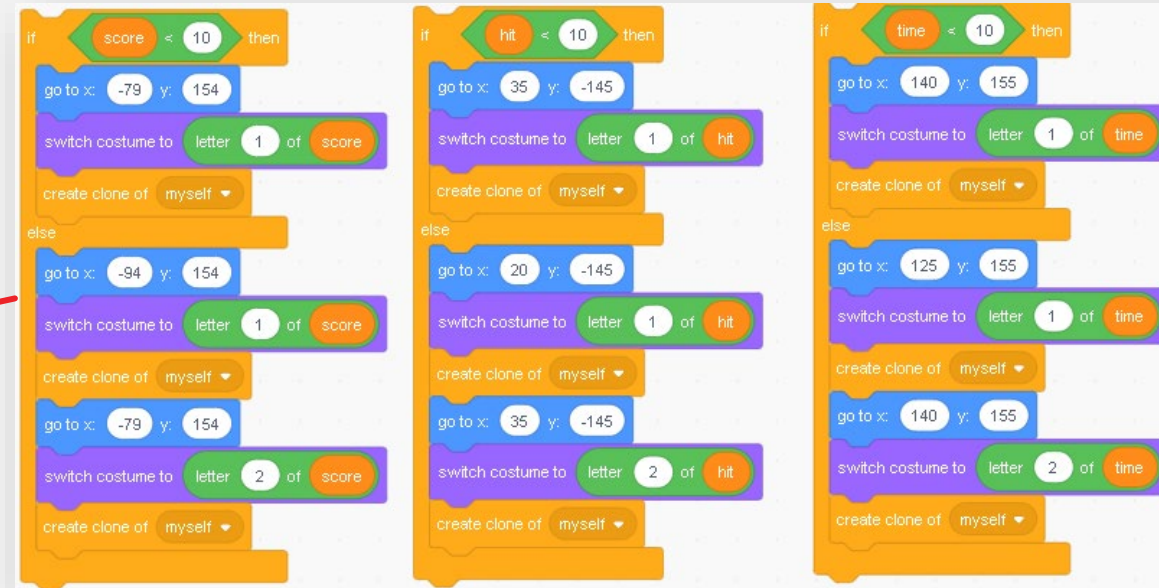 if score < 10 then
go to x: -79 y: 154
switch costume to letter 1 of score
create clone of myself
else
go to x: -94 y: 154
switch costume to letter 1 of score
create clone of myself
go to x: -79 y: 154
switch costume to letter 2 of score
create clone of myself
if hit < 10 then
go to x: 35 y: -145
switch costume to letter 1 of hit
create clone of myself
else
go to x: 20 y: -145
switch costume to letter 1 of hit
create clone of myself
go to x: 35 y: -145
switch costume to letter 2 of hit
create clone of myself
if time < 10 then
go to x: 140 y: 155
switch costume to letter 1 of time
create clone of myself
else
go to x: 125 y: 155
switch costume to letter 1 of time
create clone of myself
go to x: 140 y: 155
switch costume to letter 2 of time
create clone of myself